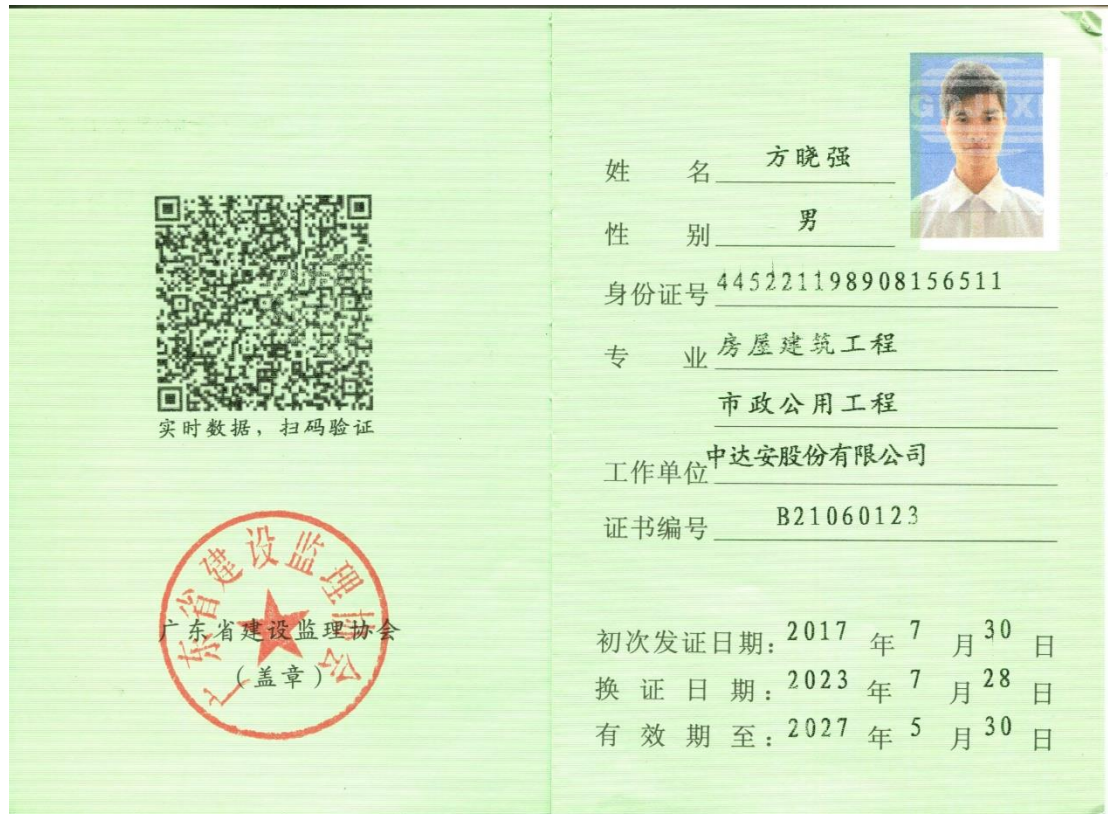 实时数据，扫码验证
广东省建设监理协会
广东省建设监理协会
（盖章）
姓 名 方晓强
性 别 男
身份证号 445221198908156511
专 业 房屋建筑工程
市政公用工程
工作单位 中达安股份有限公司
证书编号 B21060123
初次发证日期：2017 年 7 月 30 日
换 证 日 期：2023 年 7 月 28 日
有 效 期 至：2027 年 5 月 30 日